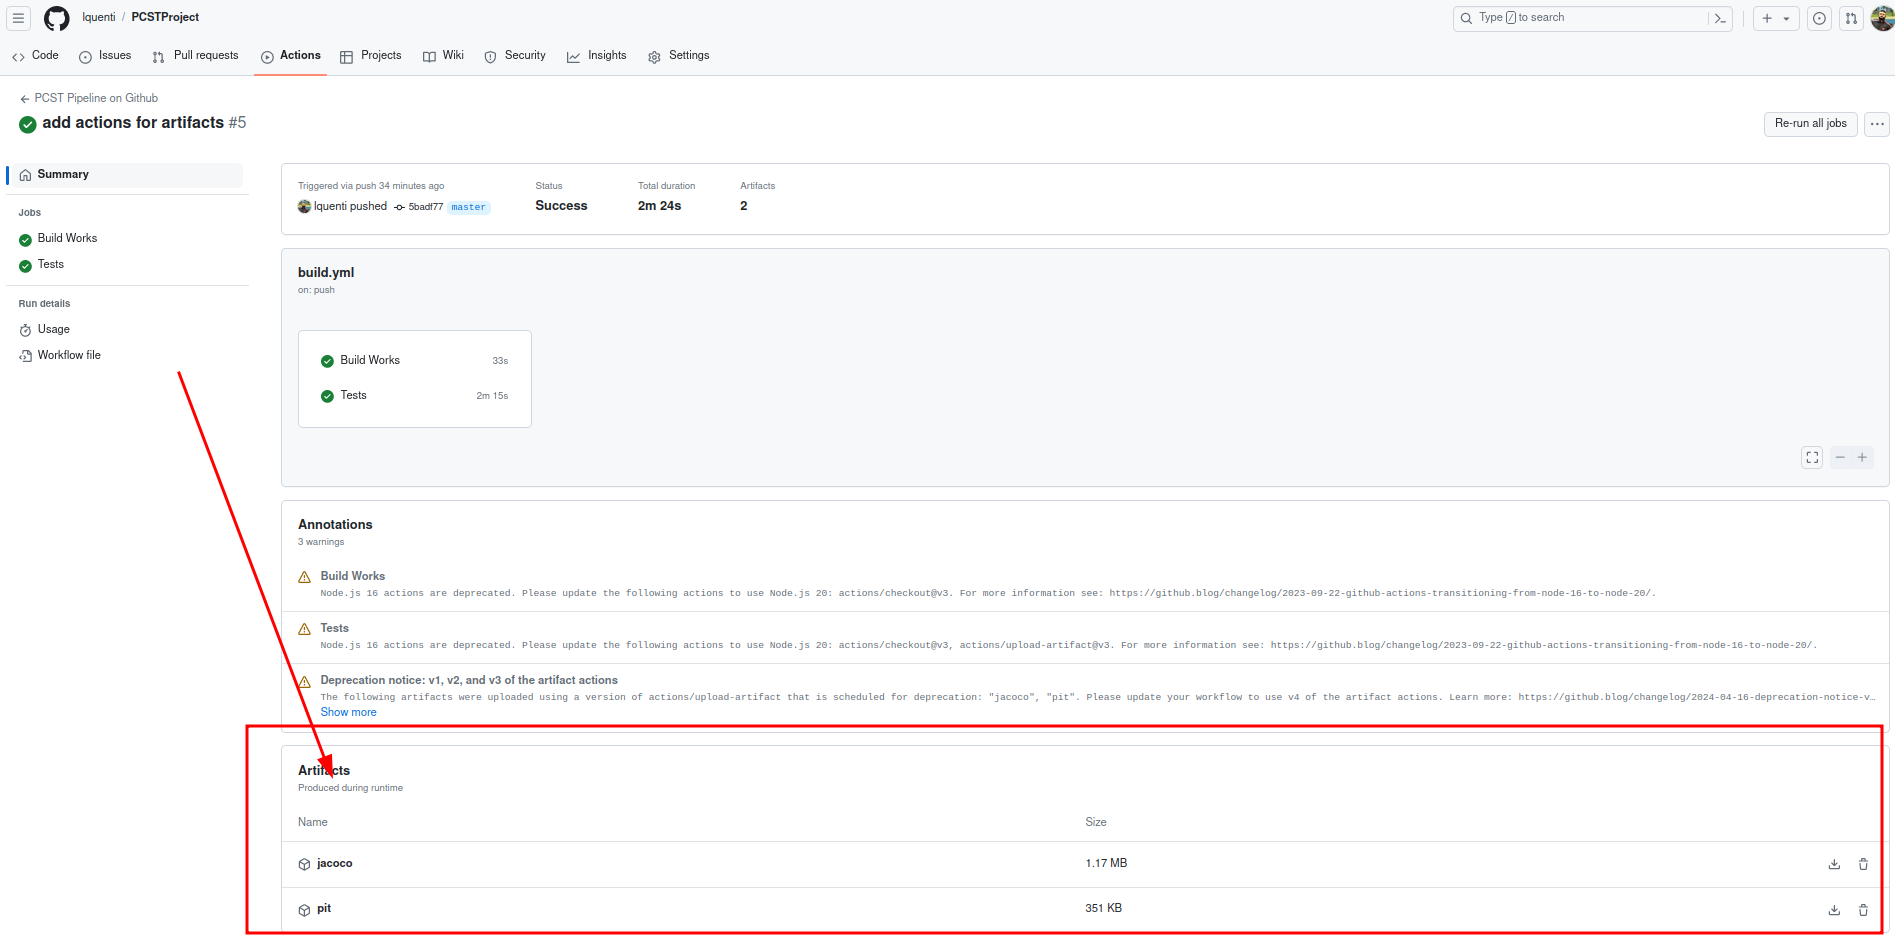 lquenti / PCSTProject
Type / to search
Code
Issues
Pull requests
Actions
Projects
Wiki
Security
Insights
Settings
PCST Pipeline on Github
add actions for artifacts #5
Re-run all jobs
Summary
Jobs
Build Works
Tests
Run details
Usage
Workflow file
Triggered via push 34 minutes ago
Status
Total duration
Artifacts
lquenti pushed 5badf77 master
Success
2m 24s
2
build.yml
on: push
Build Works 33s
Tests 2m 15s
Annotations
3 warnings
Build Works
Node.js 16 actions are deprecated. Please update the following actions to use Node.js 20: actions/checkout@v3. For more information see: https://github.blog/changelog/2023-09-22-github-actions-transitioning-from-node-16-to-node-20/.
Tests
Node.js 16 actions are deprecated. Please update the following actions to use Node.js 20: actions/checkout@v3, actions/upload-artifact@v3. For more information see: https://github.blog/changelog/2023-09-22-github-actions-transitioning-from-node-16-to-node-20/.
Deprecation notice: v1, v2, and v3 of the artifact actions
The following artifacts were uploaded using a version of actions/upload-artifact that is scheduled for deprecation: "jacoco", "pit". Please update your workflow to use v4 of the artifact actions. Learn more: https://github.blog/changelog/2024-04-16-deprecation-notice-v…
Show more
Artifacts
Produced during runtime
Name Size
jacoco 1.17 MB
pit 351 KB